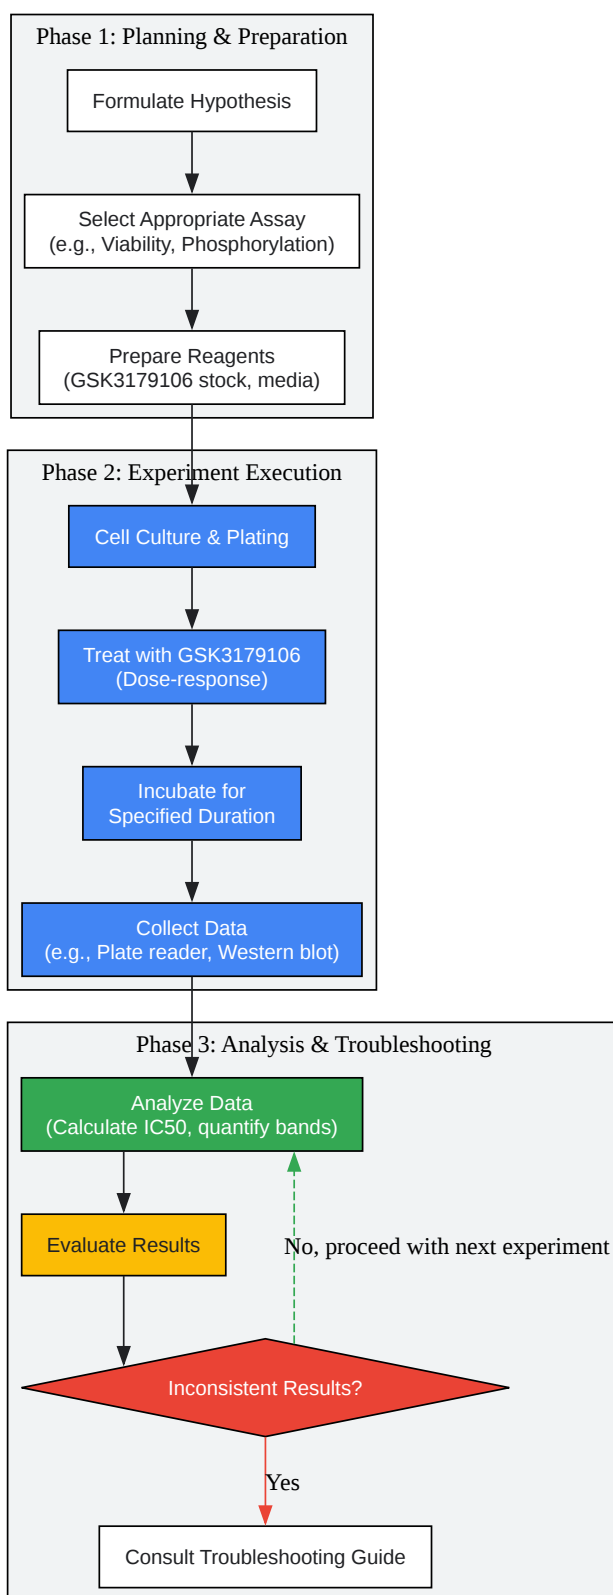 Phase 1: Planning & Preparation
Formulate Hypothesis
Select Appropriate Assay
(e.g., Viability, Phosphorylation)
Prepare Reagents
(GSK3179106 stock, media)
Phase 2: Experiment Execution
Cell Culture & Plating
Treat with GSK3179106
(Dose-response)
Incubate for
Specified Duration
Collect Data
(e.g., Plate reader, Western blot)
Phase 3: Analysis & Troubleshooting
Analyze Data
(Calculate IC50, quantify bands)
Evaluate Results
No, proceed with next experiment
Inconsistent Results?
Yes
Consult Troubleshooting Guide